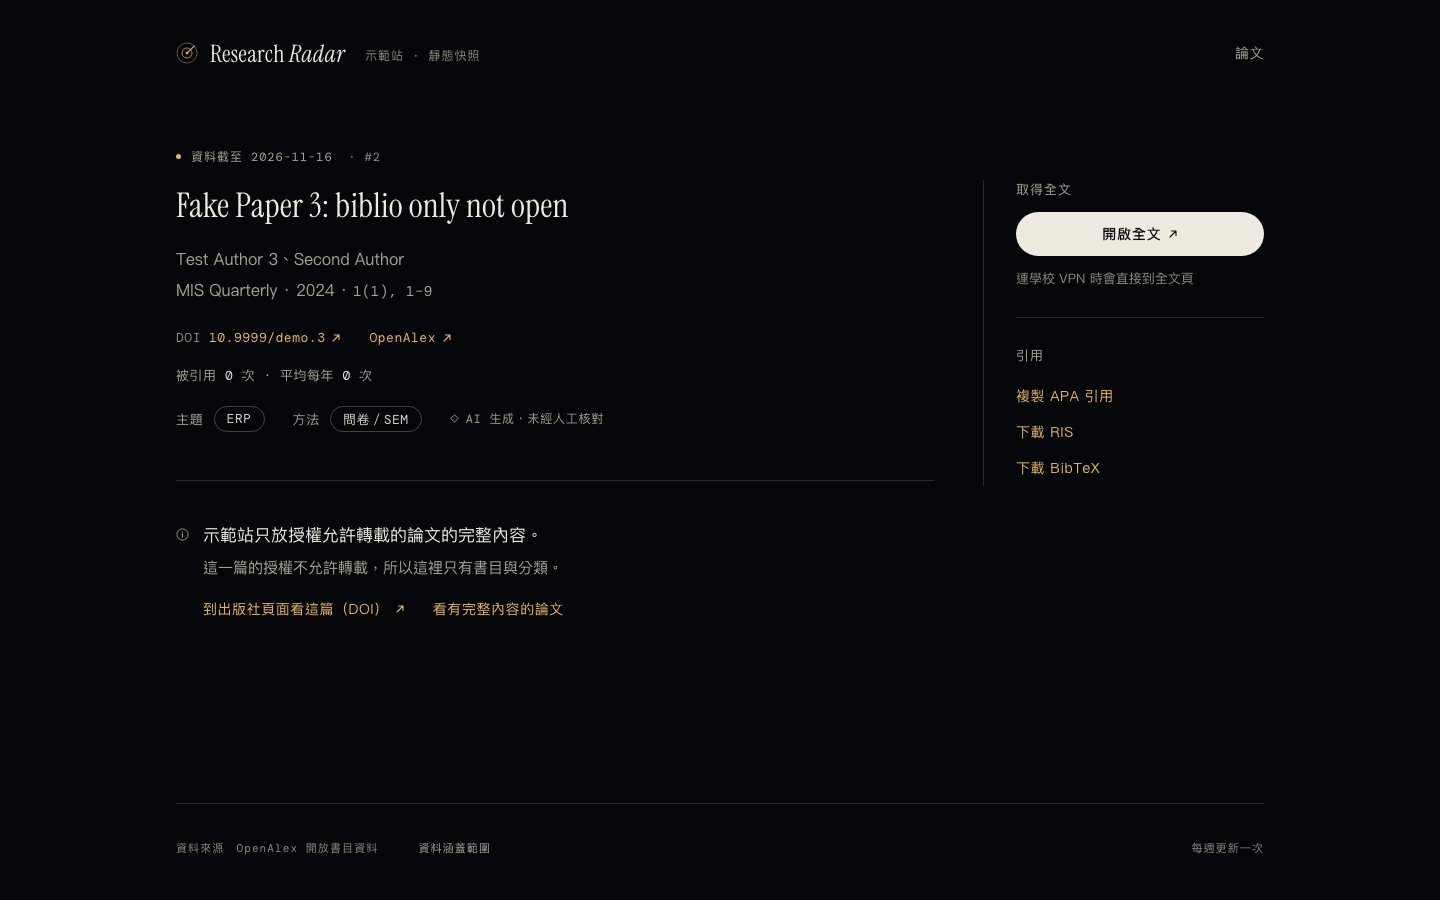 Research Radar 示範站 · 靜態快照
論文
資料截至 2026-11-16 · #2
Fake Paper 3: biblio only not open
Test Author 3、Second Author
MIS Quarterly · 2024 · 1(1), 1–9
DOI 10.9999/demo.3 ↗ OpenAlex ↗
被引用 0 次 · 平均每年 0 次
主題 ERP 方法 問卷 / SEM ◇ AI 生成 · 未經人工核對
取得全文
開啟全文 ↗
連學校 VPN 時會直接到全文頁
引用
複製 APA 引用
下載 RIS
下載 BibTeX
示範站只放授權允許轉載的論文的完整內容。
這一篇的授權不允許轉載，所以這裡只有書目與分類。
到出版社頁面看這篇（DOI） ↗ 看有完整內容的論文
資料來源 OpenAlex 開放書目資料 資料涵蓋範圍
每週更新一次